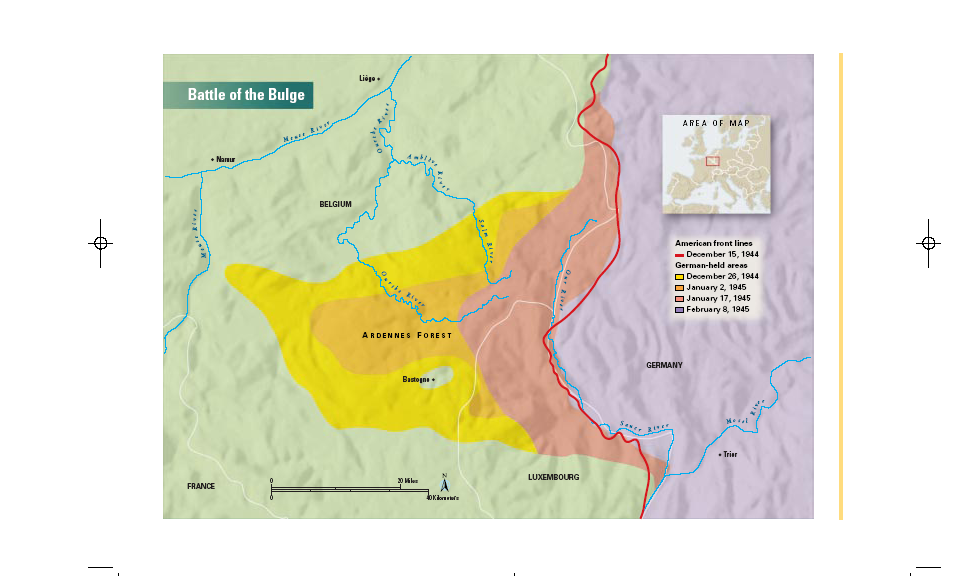 Battle of the Bulge
Liège
Meuse River
Ourthe River
Amblève River
Namur
BELGIUM
Meuse River
Salm River
Ourthe River
Our River
ARDENNES FOREST
Bastogne
GERMANY
Sauer River
Mosel River
Trier
LUXEMBOURG
FRANCE
0 20 Miles
0 40 Kilometers
N
AREA OF MAP
American front lines
December 15, 1944
German-held areas
December 26, 1944
January 2, 1945
January 17, 1945
February 8, 1945